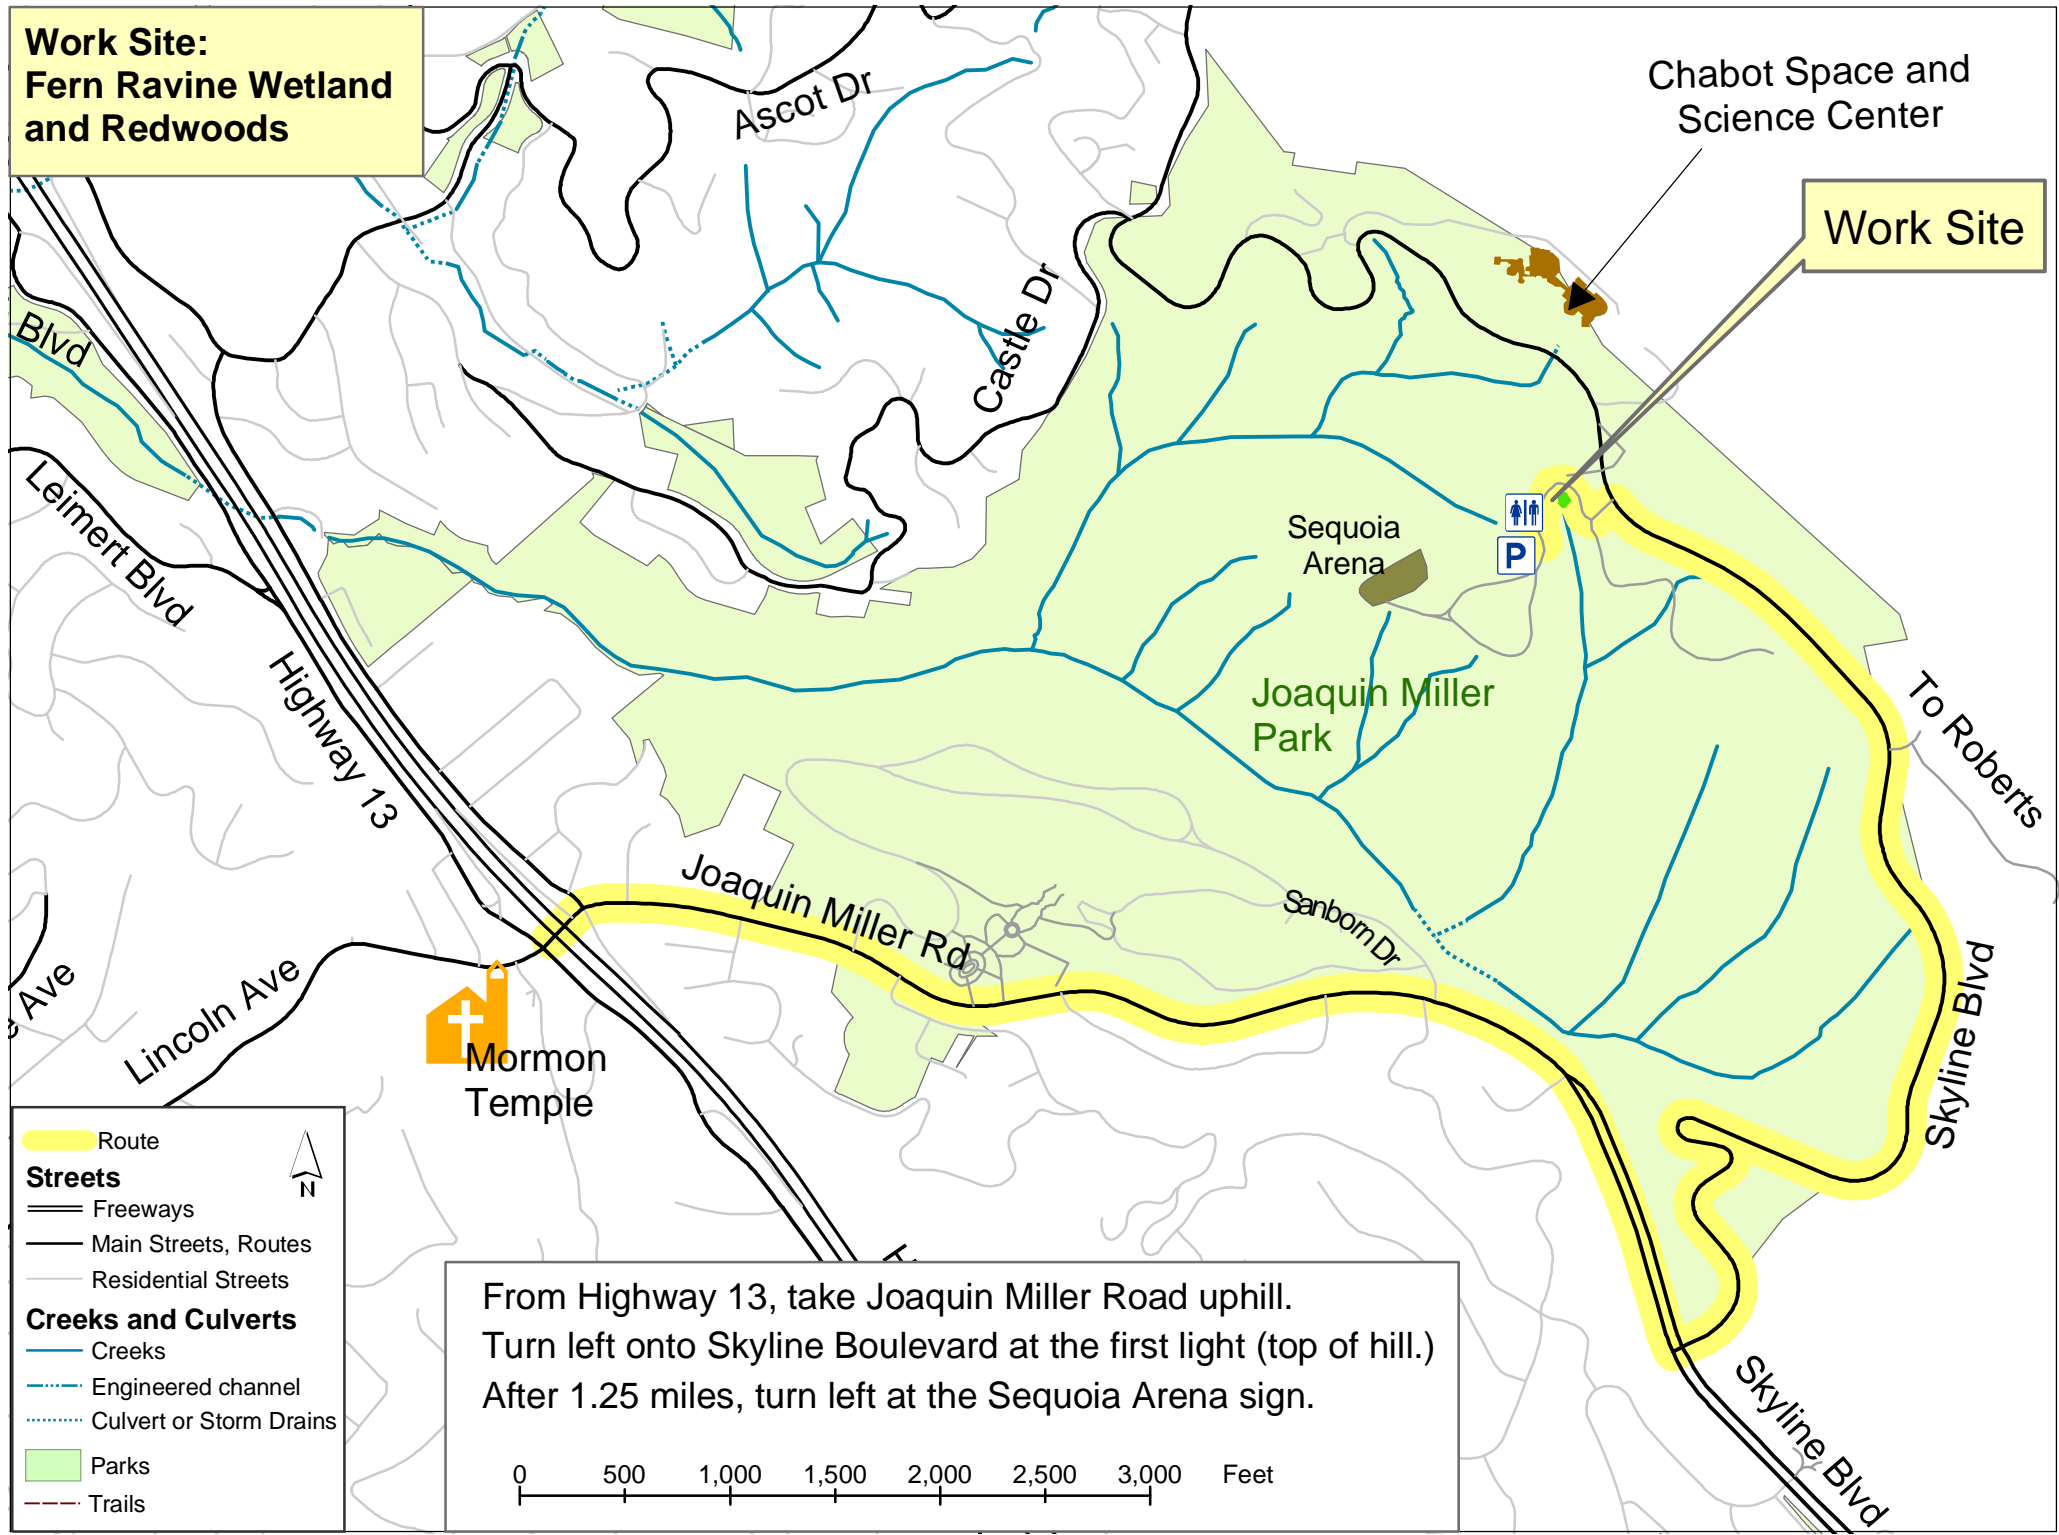 Work Site:
Fern Ravine Wetland
and Redwoods
Ascot Dr
Chabot Space and
Science Center
Work Site
Castle Dr
Blvd
Leimert Blvd
Sequoia
Arena
P
Highway 13
Joaquin Miller
Park
To Roberts
Joaquin Miller Rd
Sanborn Dr
Skyline Blvd
Ave
Lincoln Ave
Mormon
Temple
Route
N
Streets
Freeways
Main Streets, Routes
Residential Streets
Creeks and Culverts
Creeks
Engineered channel
Culvert or Storm Drains
Parks
Trails
From Highway 13, take Joaquin Miller Road uphill.
Turn left onto Skyline Boulevard at the first light (top of hill.)
After 1.25 miles, turn left at the Sequoia Arena sign.
0 500 1,000 1,500 2,000 2,500 3,000 Feet
Skyline Blvd